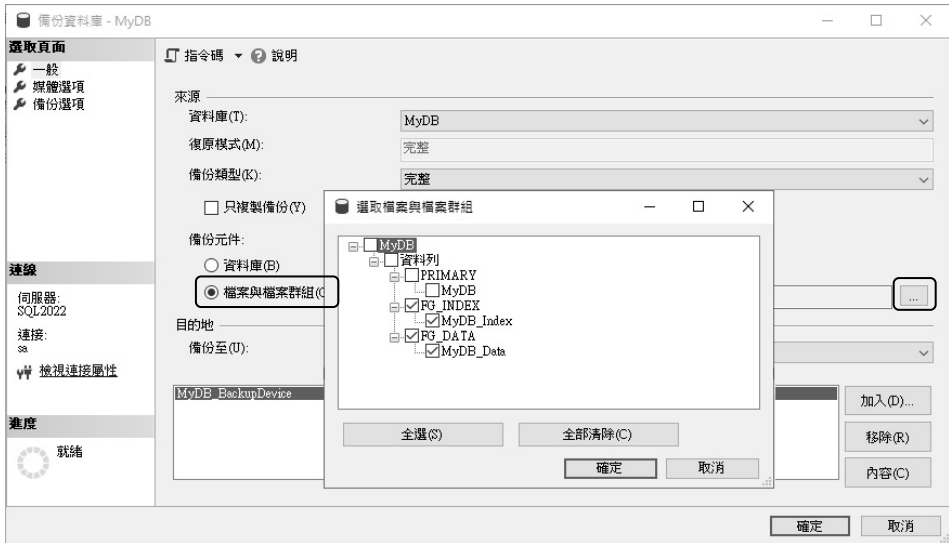 備份資料庫 - MyDB
選取頁面
一般
媒體選項
備份選項
指令碼
說明
來源
資料庫(T):
MyDB
復原模式(M):
完整
備份類型(K):
完整
只複製備份(Y)
備份元件:
資料庫(B)
檔案與檔案群組(G
...
目的地
備份至(U):
MyDB_BackupDevice
加入(D)...
移除(R)
內容(C)
選取檔案與檔案群組
MyDB
資料列
PRIMARY
MyDB
FG_INDEX
MyDB_Index
FG_DATA
MyDB_Data
全選(S)
全部清除(C)
確定
取消
連線
伺服器:
SQL2022
連接:
sa
檢視連接屬性
進度
就緒
確定
取消